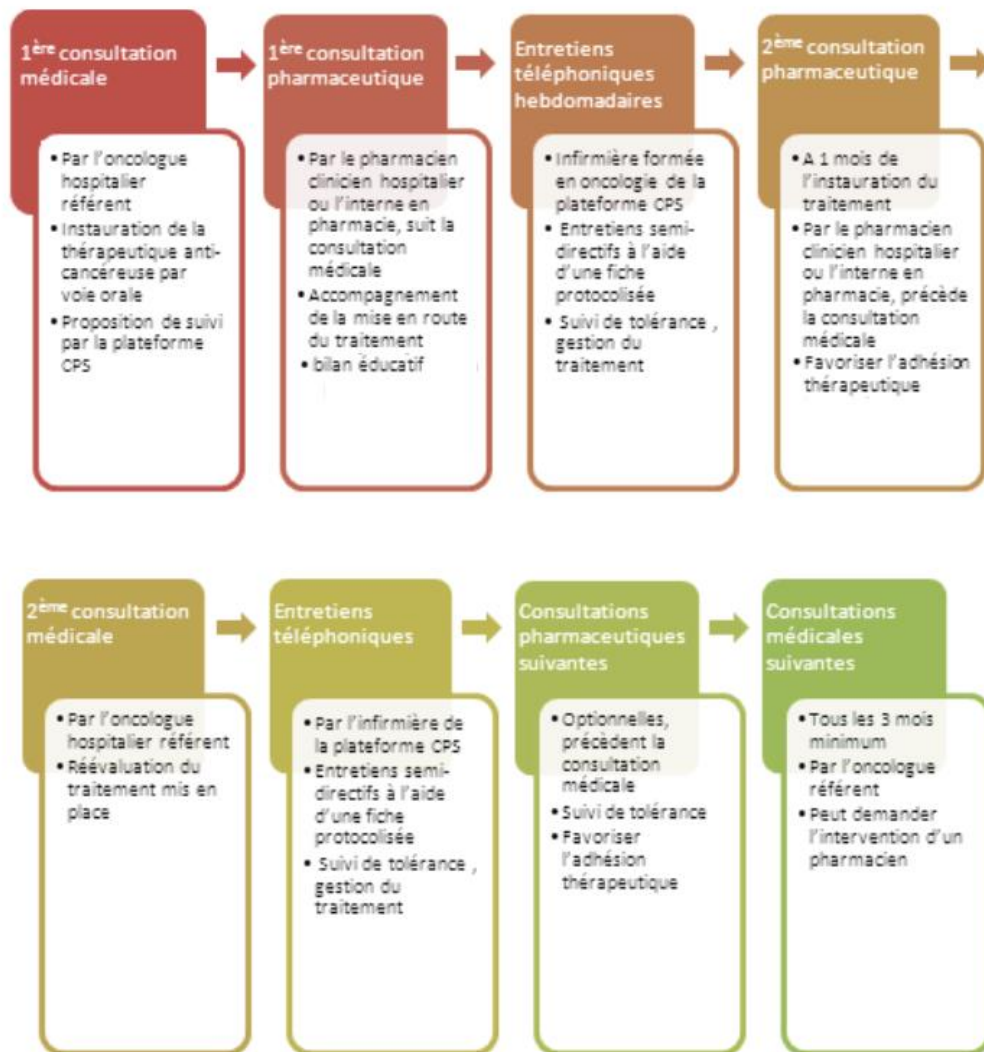 1ère consultation
médicale
• Par l'oncologue
hospitalier
référent
• Instauration de la
thérapeutique anti-
cancéreuse par
voie orale
• Proposition de suivi
par la plateforme
CPS
1ère consultation
pharmaceutique
• Par le pharmacien
clinicien hospitalier
ou l'interne en
pharmacie, suit la
consultation
médicale
• Accompagnement
de la mise en route
du traitement
• bilan éducatif
Entretiens
téléphoniques
hebdomadaires
• Infirmière formée
en oncologie de la
plateforme CPS
• Entretiens semi-
directifs à l'aide
d'une fiche
protocolisée
• Suivi de tolérance ,
gestion du
traitement
2ème consultation
pharmaceutique
• A 1 mois de
l'instauration du
traitement
• Par le pharmacien
clinicien hospitalier
ou l'interne en
pharmacie, précède
la consultation
médicale
• Favoriser l'adhésion
thérapeutique
2ème consultation
médicale
• Par l'oncologue
hospitalier référent
• Réévaluation du
traitement mis en
place
Entretiens
téléphoniques
• Par l'infirmière de
la plateforme CPS
• Entretiens semi-
directifs à l'aide
d'une fiche
protocolisée
• Suivi de tolérance ,
gestion du
traitement
Consultations
pharmaceutiques
suivantes
• Optionnelles,
précèdent la
consultation
médicale
• Suivi de tolérance
• Favoriser
l'adhésion
thérapeutique
Consultations
médicales
suivantes
• Tous les 3 mois
minimum
• Par l'oncologue
référent
• Peut demander
l'intervention d'un
pharmacien